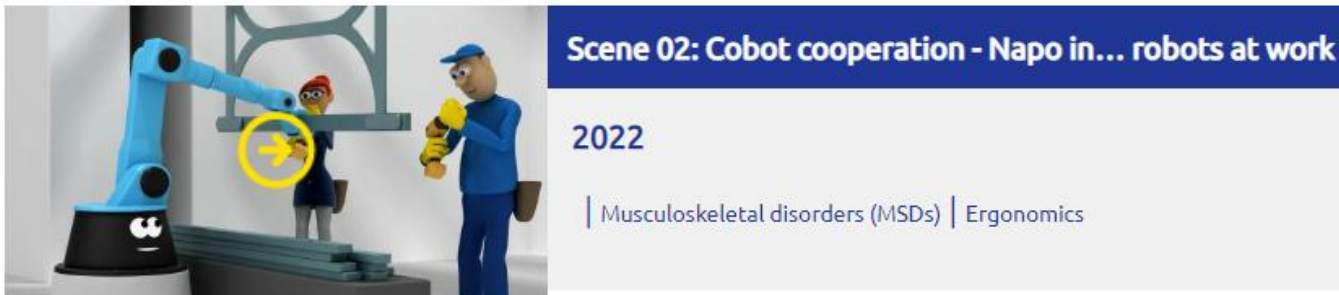 Scene 02: Cobot cooperation - Napo in... robots at work
2022
| Musculoskeletal disorders (MSDs) | Ergonomics